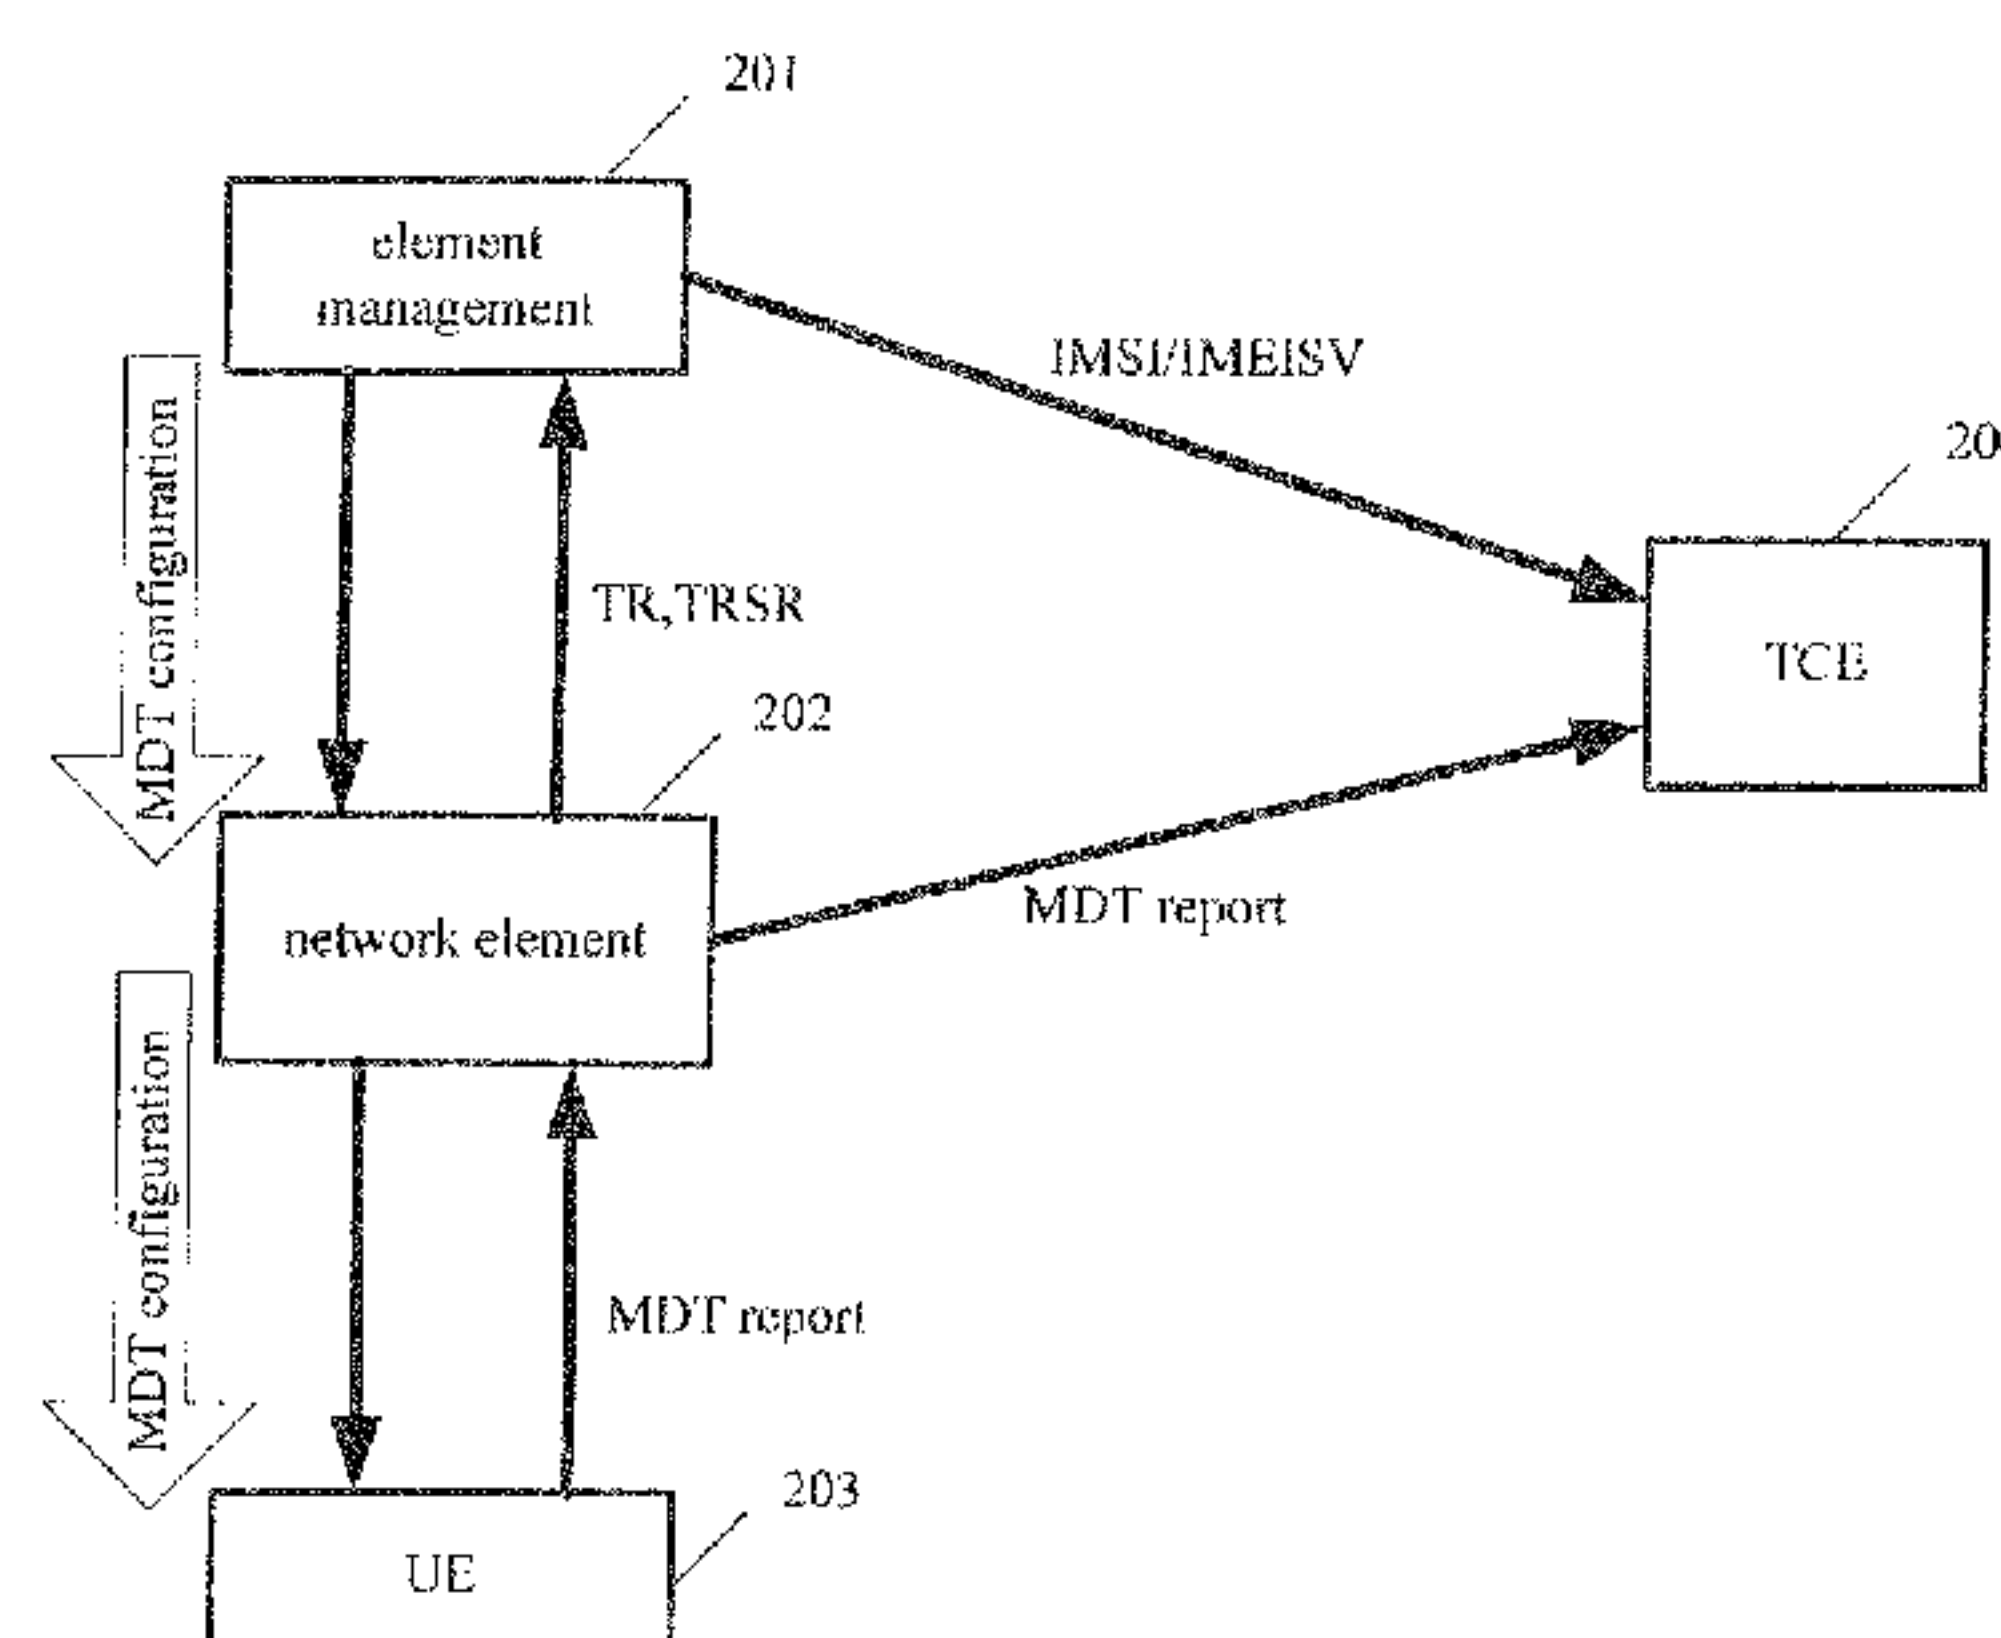 201
element
management
IMSI/IMEISV
20
MDT configuration
TR,TRSR
TCE
202
network element
MDT report
MDT configuration
MDT report
203
UE